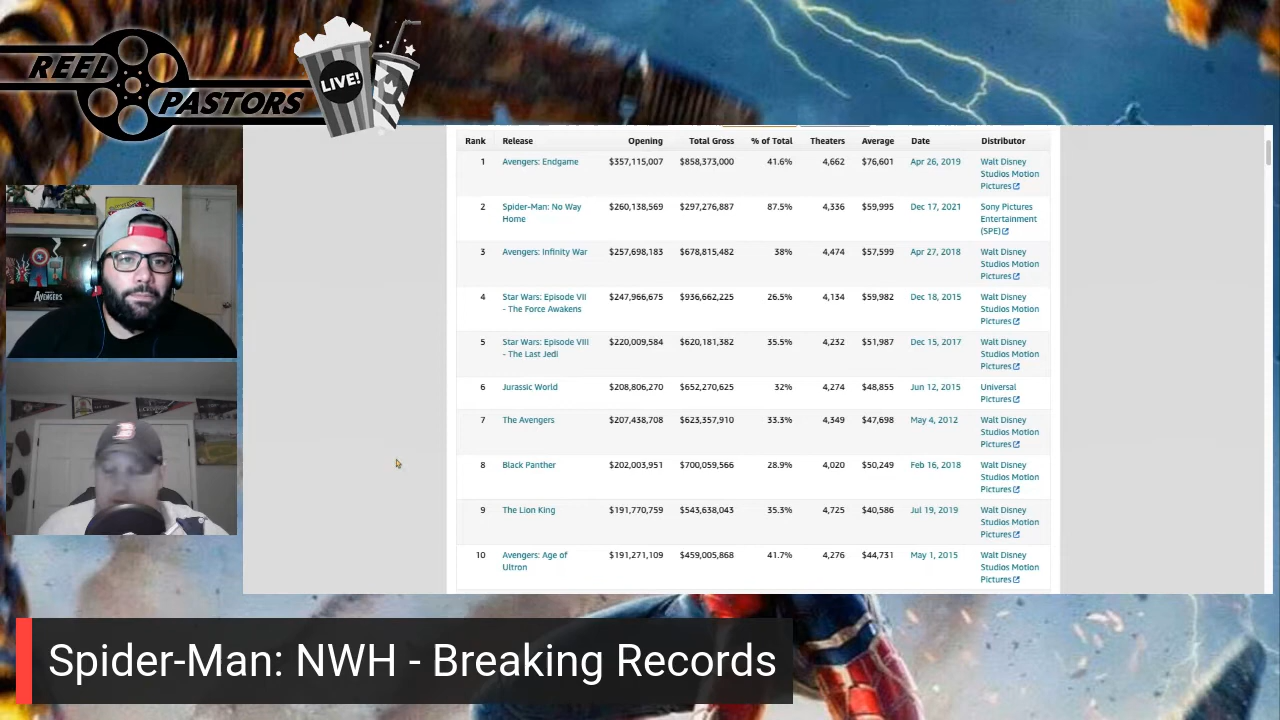 REEL
PASTORS
LIVE!
AVENGERS
Rank Release Opening Total Gross % of Total Theaters Average Date Distributor
1 Avengers: Endgame $357,115,007 $858,373,000 41.6% 4,662 $76,601 Apr 26, 2019 Walt Disney
Studios Motion
Pictures
2 Spider-Man: No Way $260,138,569 $297,276,887 87.5% 4,336 $59,995 Dec 17, 2021 Sony Pictures
Home Entertainment
(SPE)
3 Avengers: Infinity War $257,698,183 $678,815,482 38% 4,474 $57,599 Apr 27, 2018 Walt Disney
Studios Motion
Pictures
4 Star Wars: Episode VII $247,966,675 $936,662,225 26.5% 4,134 $59,982 Dec 18, 2015 Walt Disney
- The Force Awakens Studios Motion
Pictures
5 Star Wars: Episode VIII $220,009,584 $620,181,382 35.5% 4,232 $51,987 Dec 15, 2017 Walt Disney
- The Last Jedi Studios Motion
Pictures
6 Jurassic World $208,806,270 $652,270,625 32% 4,274 $48,855 Jun 12, 2015 Universal
Pictures
7 The Avengers $207,438,708 $623,357,910 33.3% 4,349 $47,698 May 4, 2012 Walt Disney
Studios Motion
Pictures
8 Black Panther $202,003,951 $700,059,566 28.9% 4,020 $50,249 Feb 16, 2018 Walt Disney
Studios Motion
Pictures
9 The Lion King $191,770,759 $543,638,043 35.3% 4,725 $40,586 Jul 19, 2019 Walt Disney
Studios Motion
Pictures
10 Avengers: Age of $191,271,109 $459,005,868 41.7% 4,276 $44,731 May 1, 2015 Walt Disney
Ultron Studios Motion
Pictures
B
Spider-Man: NWH - Breaking Records